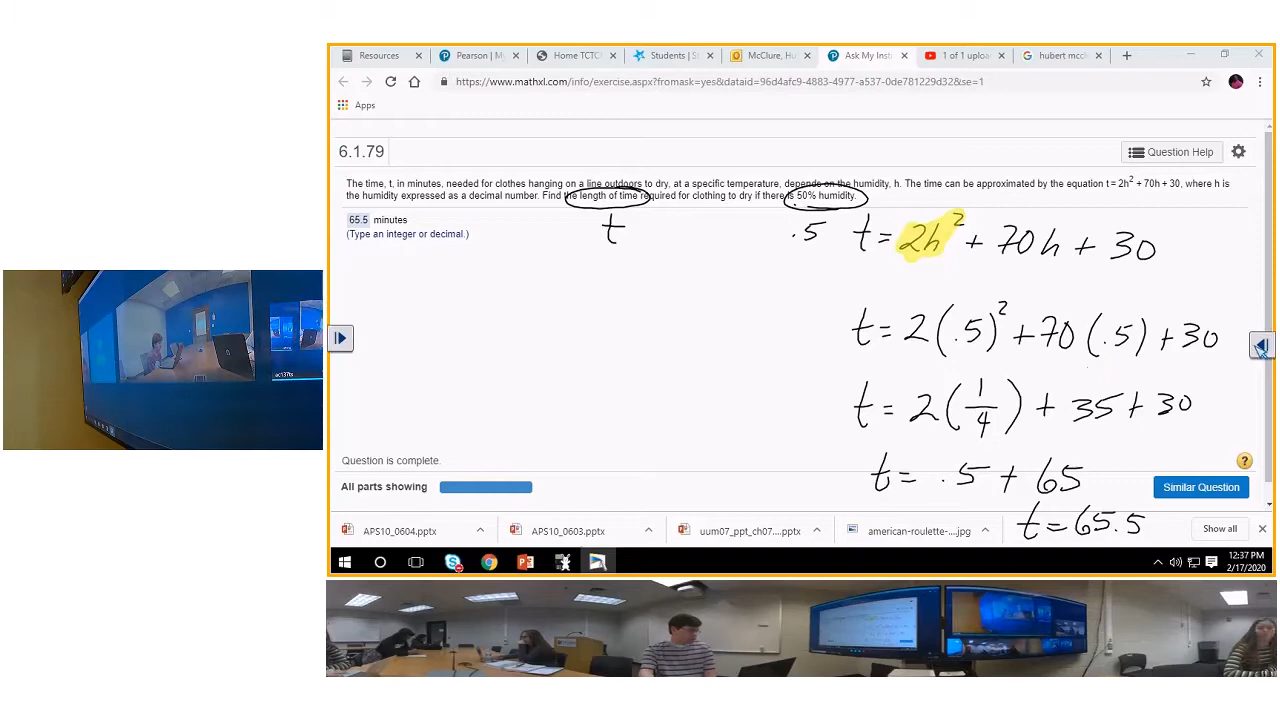 Resources
Pearson | My
Home TCTC
Students | S
McClure, Hu
Ask My Inst
1 of 1 uploa
hubert mccl
https://www.mathxl.com/info/exercise.aspx?fromask=yes&dataid=96d4afc9-4883-4977-a537-0de781229d32&se=1
Apps
6.1.79
Question Help
The time, t, in minutes, needed for clothes hanging on a line outdoors to dry, at a specific temperature, depends on the humidity, h. The time can be approximated by the equation t = 2h² + 70h + 30, where h is
the humidity expressed as a decimal number. Find the length of time required for clothing to dry if there is 50% humidity.
65.5 minutes
(Type an integer or decimal.)
t
.5
t = 2h² + 70h + 30
t = 2(.5)² + 70(.5) + 30
t = 2(1/4) + 35 + 30
t = .5 + 65
t = 65.5
Question is complete.
All parts showing
?
Similar Question
APS10_0604.pptx
APS10_0603.pptx
uum07_ppt_ch07....pptx
american-roulette-....jpg
Show all
12:37 PM
2/17/2020